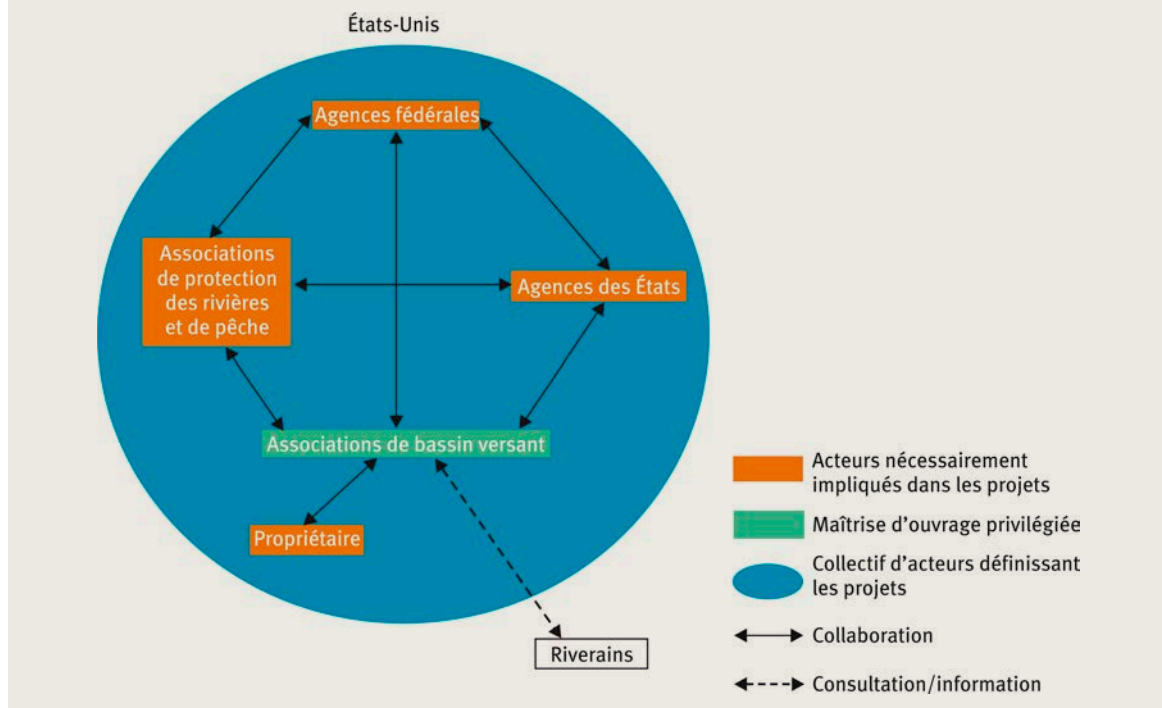 États-Unis
Agences fédérales
Associations
de protection
des rivières
et de pêche
Agences des États
Associations de bassin versant
Propriétaire
Riverains
Acteurs nécessairement
impliqués dans les projets
Maîtrise d'ouvrage privilégiée
Collectif d'acteurs définissant
les projets
Collaboration
Consultation/information